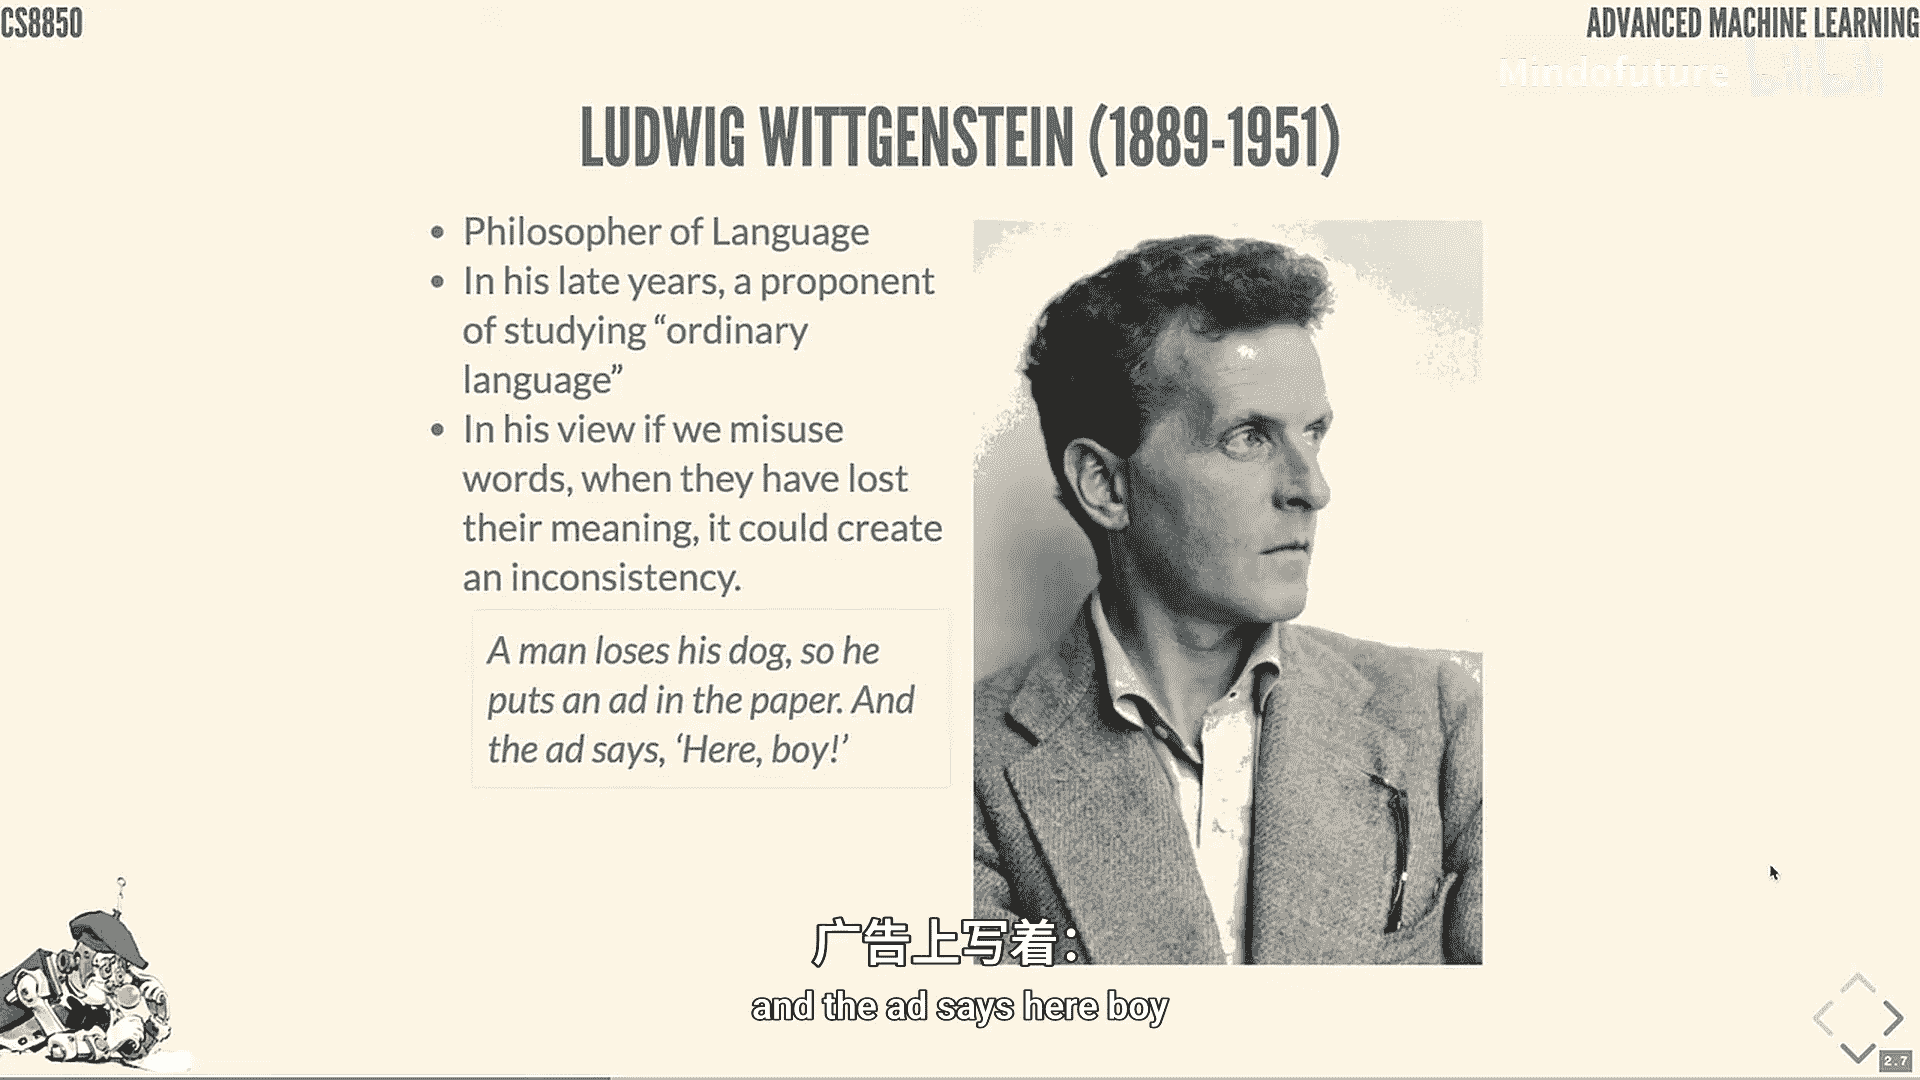 CS8850
ADVANCED MACHINE LEARNING
Mindofuture bilibili
LUDWIG WITTGENSTEIN (1889-1951)
• Philosopher of Language
• In his late years, a proponent
of studying “ordinary
language”
• In his view if we misuse
words, when they have lost
their meaning, it could create
an inconsistency.
A man loses his dog, so he
puts an ad in the paper. And
the ad says, ‘Here, boy!’
广告上写着：
and the ad says here boy
2.7